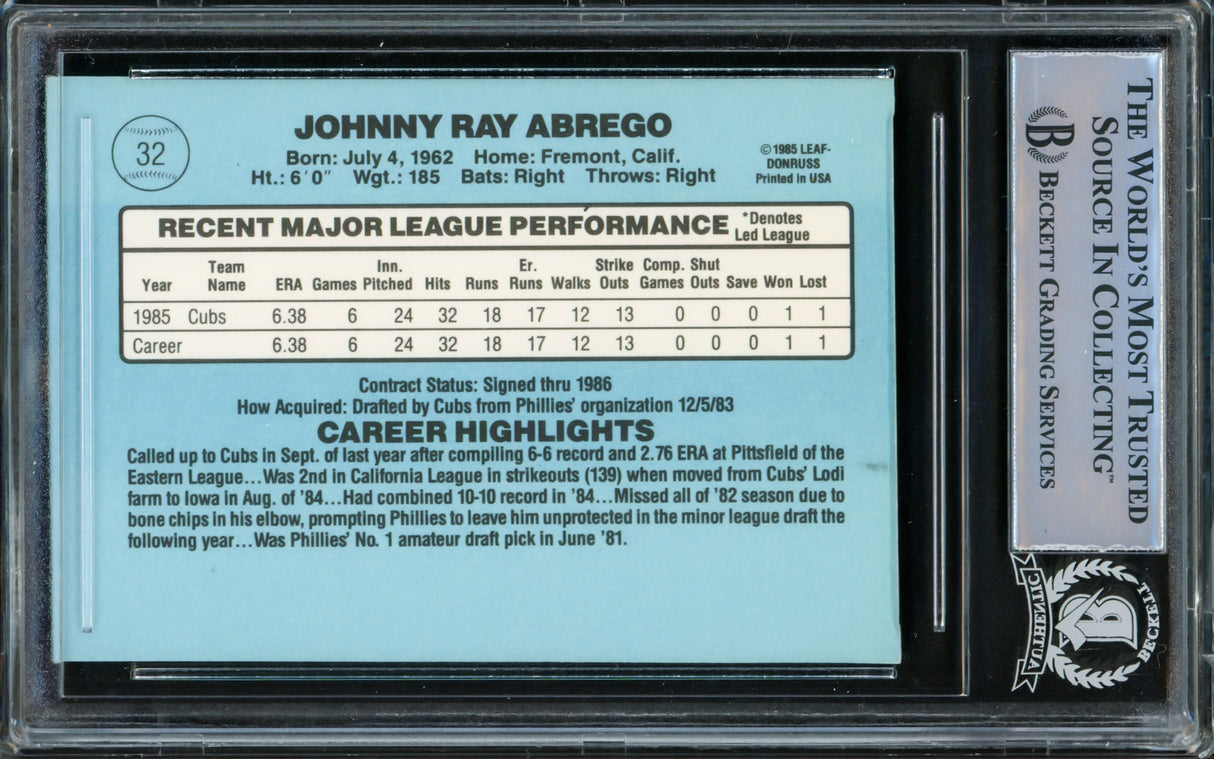 32
JOHNNY RAY ABREGO
Born: July 4, 1962 Home: Fremont, Calif.
Ht.: 6'0" Wgt.: 185 Bats: Right Throws: Right
©1985 LEAF-
DONRUSS
Printed in USA
RECENT MAJOR LEAGUE PERFORMANCE
*Denotes
Led League
Year Team Name ERA Games Inn. Pitched Hits Runs Er. Runs Walks Strike Outs Comp. Games Shut Outs Save Won Lost
1985 Cubs 6.38 6 24 32 18 17 12 13 0 0 0 1 1
Career 6.38 6 24 32 18 17 12 13 0 0 0 1 1
Contract Status: Signed thru 1986
How Acquired: Drafted by Cubs from Phillies' organization 12/5/83
CAREER HIGHLIGHTS
Called up to Cubs in Sept. of last year after compiling 6-6 record and 2.76 ERA at Pittsfield of the
Eastern League...Was 2nd in California League in strikeouts (139) when moved from Cubs' Lodi
farm to Iowa in Aug. of '84...Had combined 10-10 record in '84...Missed all of '82 season due to
bone chips in his elbow, prompting Phillies to leave him unprotected in the minor league draft the
following year...Was Phillies' No. 1 amateur draft pick in June '81.
THE WORLD'S MOST TRUSTED
SOURCE IN COLLECTING™
B BECKETT GRADING SERVICES
AUTHENTIC
B
BECKETT